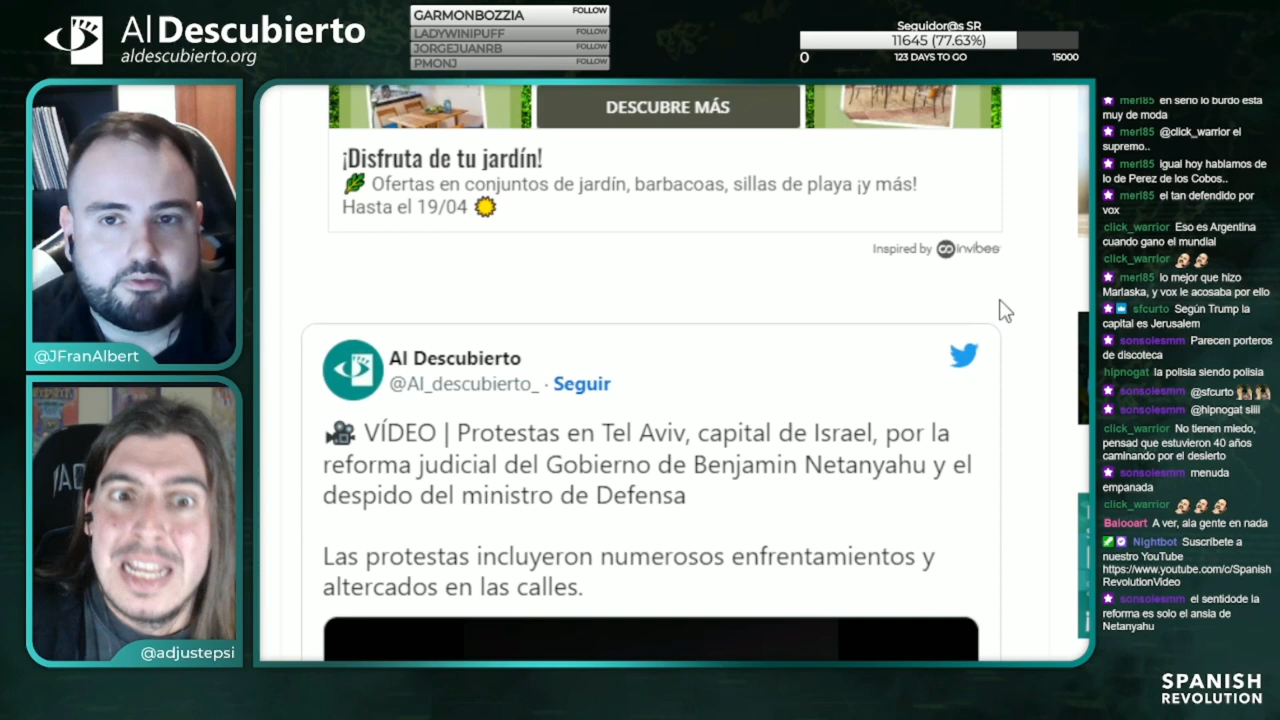 Al Descubierto
aldescubierto.org
GARMONBOZZIA FOLLOW
LADYWINIPUFF FOLLOW
JORGEJUANRB FOLLOW
PMONJ FOLLOW
Seguidor@s SR
11645 (77.63%)
0 123 DAYS TO GO 15000
@JFranAlbert
@adjustepsi
DESCUBRE MÁS
¡Disfruta de tu jardín!
Ofertas en conjuntos de jardín, barbacoas, sillas de playa ¡y más!
Hasta el 19/04
Inspired by invibes
Al Descubierto
@Al_descubierto_ · Seguir
VÍDEO | Protestas en Tel Aviv, capital de Israel, por la
reforma judicial del Gobierno de Benjamin Netanyahu y el
despido del ministro de Defensa
Las protestas incluyeron numerosos enfrentamientos y
altercados en las calles.
merl85 en serio lo burdo esta
muy de moda
merl85 @click_warrior el
supremo..
merl85 igual hoy hablamos de
lo de Perez de los Cobos..
merl85 el tan defendido por
vox
click_warrior Eso es Argentina
cuando gano el mundial
click_warrior
merl85 lo mejor que hizo
Marlaska, y vox le acosaba por ello
sfcurto Según Trump la
capital es Jerusalem
sonsolesmm Parecen porteros
de discoteca
hipnogat la polisia siendo polisia
sonsolesmm @sfcurto
sonsolesmm @hipnogat siiii
click_warrior No tienen miedo,
pensad que estuvieron 40 años
caminando por el desierto
sonsolesmm menuda
empanada
click_warrior
Balooart A ver, ala gente en nada
Nightbot Suscríbete a
nuestro YouTube
https://www.youtube.com/c/Spanish
RevolutionVideo
sonsolesmm el sentidode la
reforma es solo el ansia de
Netanyahu
SPANISH
REVOLUTION